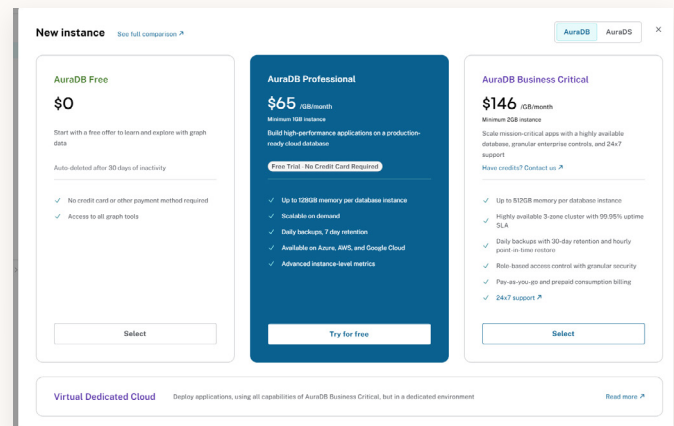 New instance
See full comparison ↗
AuraDB
AuraDS
AuraDB Free
$0
Start with a free offer to learn and explore with graph
data
Auto-deleted after 30 days of inactivity
No credit card or other payment method required
Access to all graph tools
Select
AuraDB Professional
$65 /GB/month
Minimum 1GB instance
Build high-performance applications on a production-
ready cloud database
Free Trial - No Credit Card Required
Up to 128GB memory per database instance
Scalable on demand
Daily backups, 7 day retention
Available on Azure, AWS, and Google Cloud
Advanced instance-level metrics
Try for free
AuraDB Business Critical
$146 /GB/month
Minimum 2GB instance
Scale mission-critical apps with a highly available
database, granular enterprise controls, and 24x7
support
Have credits? Contact us ↗
Up to 512GB memory per database instance
Highly available 3-zone cluster with 99.95% uptime
SLA
Daily backups with 30-day retention and hourly
point-in-time restore
Role-based access control with granular security
Pay-as-you-go and prepaid consumption billing
24x7 support ↗
Select
Virtual Dedicated Cloud
Deploy applications, using all capabilities of AuraDB Business Critical, but in a dedicated environment
Read more ↗